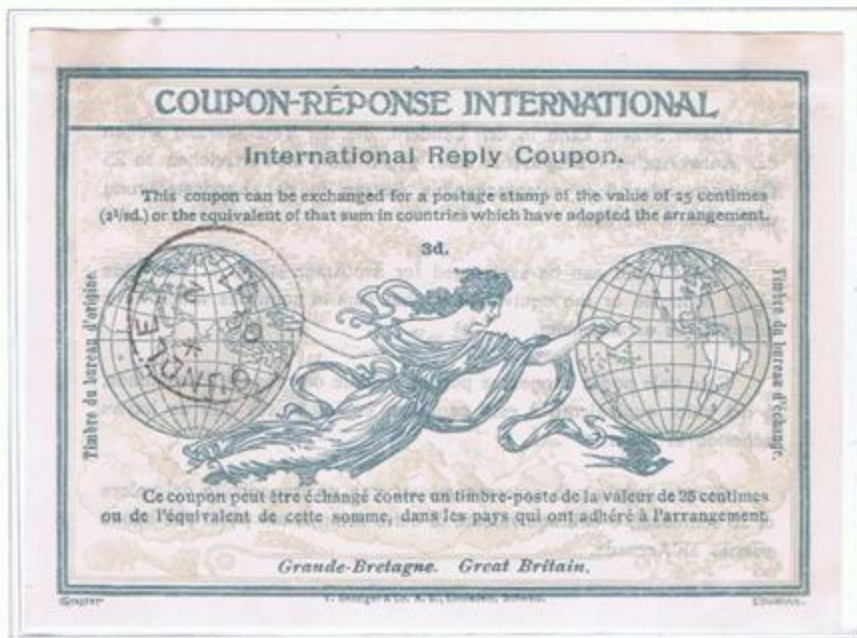 COUPON-RÉPONSE INTERNATIONAL
International Reply Coupon.
This coupon can be exchanged for a postage stamp of the value of 25 centimes
(2½d.) or the equivalent of that sum in countries which have adopted the arrangement.
3d.
Timbre du bureau d'origine.
Timbre du bureau d'échange.
Ce coupon peut être échangé contre un timbre-poste de la valeur de 25 centimes
ou de l'équivalent de cette somme, dans les pays qui ont adhéré à l'arrangement.
Grande-Bretagne. Great Britain.